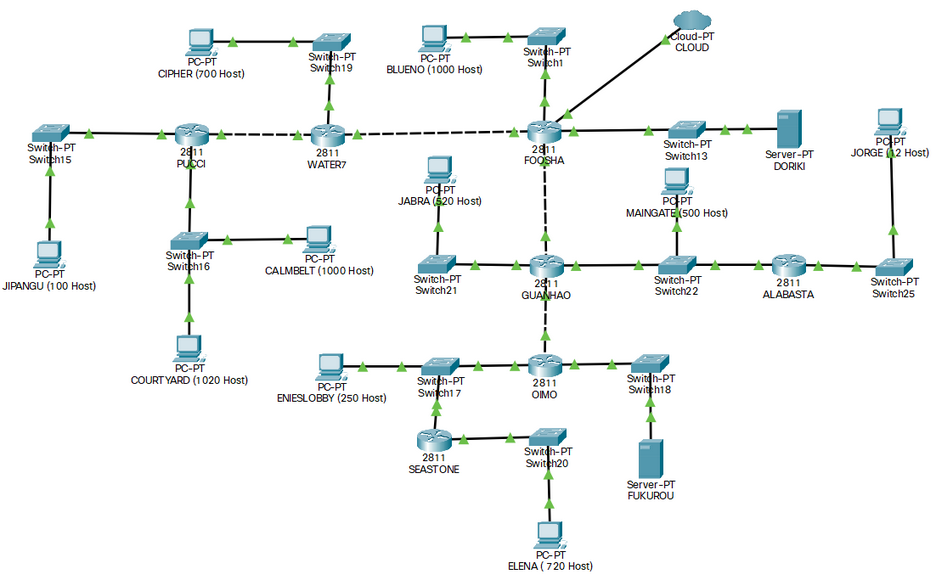 PC-PT
CIPHER (700 Host)
Switch-PT
Switch19
PC-PT
BLUENO (1000 Host)
Switch-PT
Switch1
Cloud-PT
CLOUD
Switch-PT
Switch15
2811
PUCCI
2811
WATER7
2811
FOOSHA
Switch-PT
Switch13
Server-PT
DORIKI
PC-PT
JORGE (12 Host)
PC-PT
JABRA (520 Host)
PC-PT
MAINGATE (500 Host)
PC-PT
JIPANGU (100 Host)
Switch-PT
Switch16
PC-PT
CALMBELT (1000 Host)
Switch-PT
Switch21
2811
GUANHAO
Switch-PT
Switch22
2811
ALABASTA
Switch-PT
Switch25
PC-PT
COURTYARD (1020 Host)
PC-PT
ENIESLOBBY (250 Host)
Switch-PT
Switch17
2811
OIMO
Switch-PT
Switch18
2811
SEASTONE
Switch-PT
Switch20
Server-PT
FUKUROU
PC-PT
ELENA ( 720 Host)